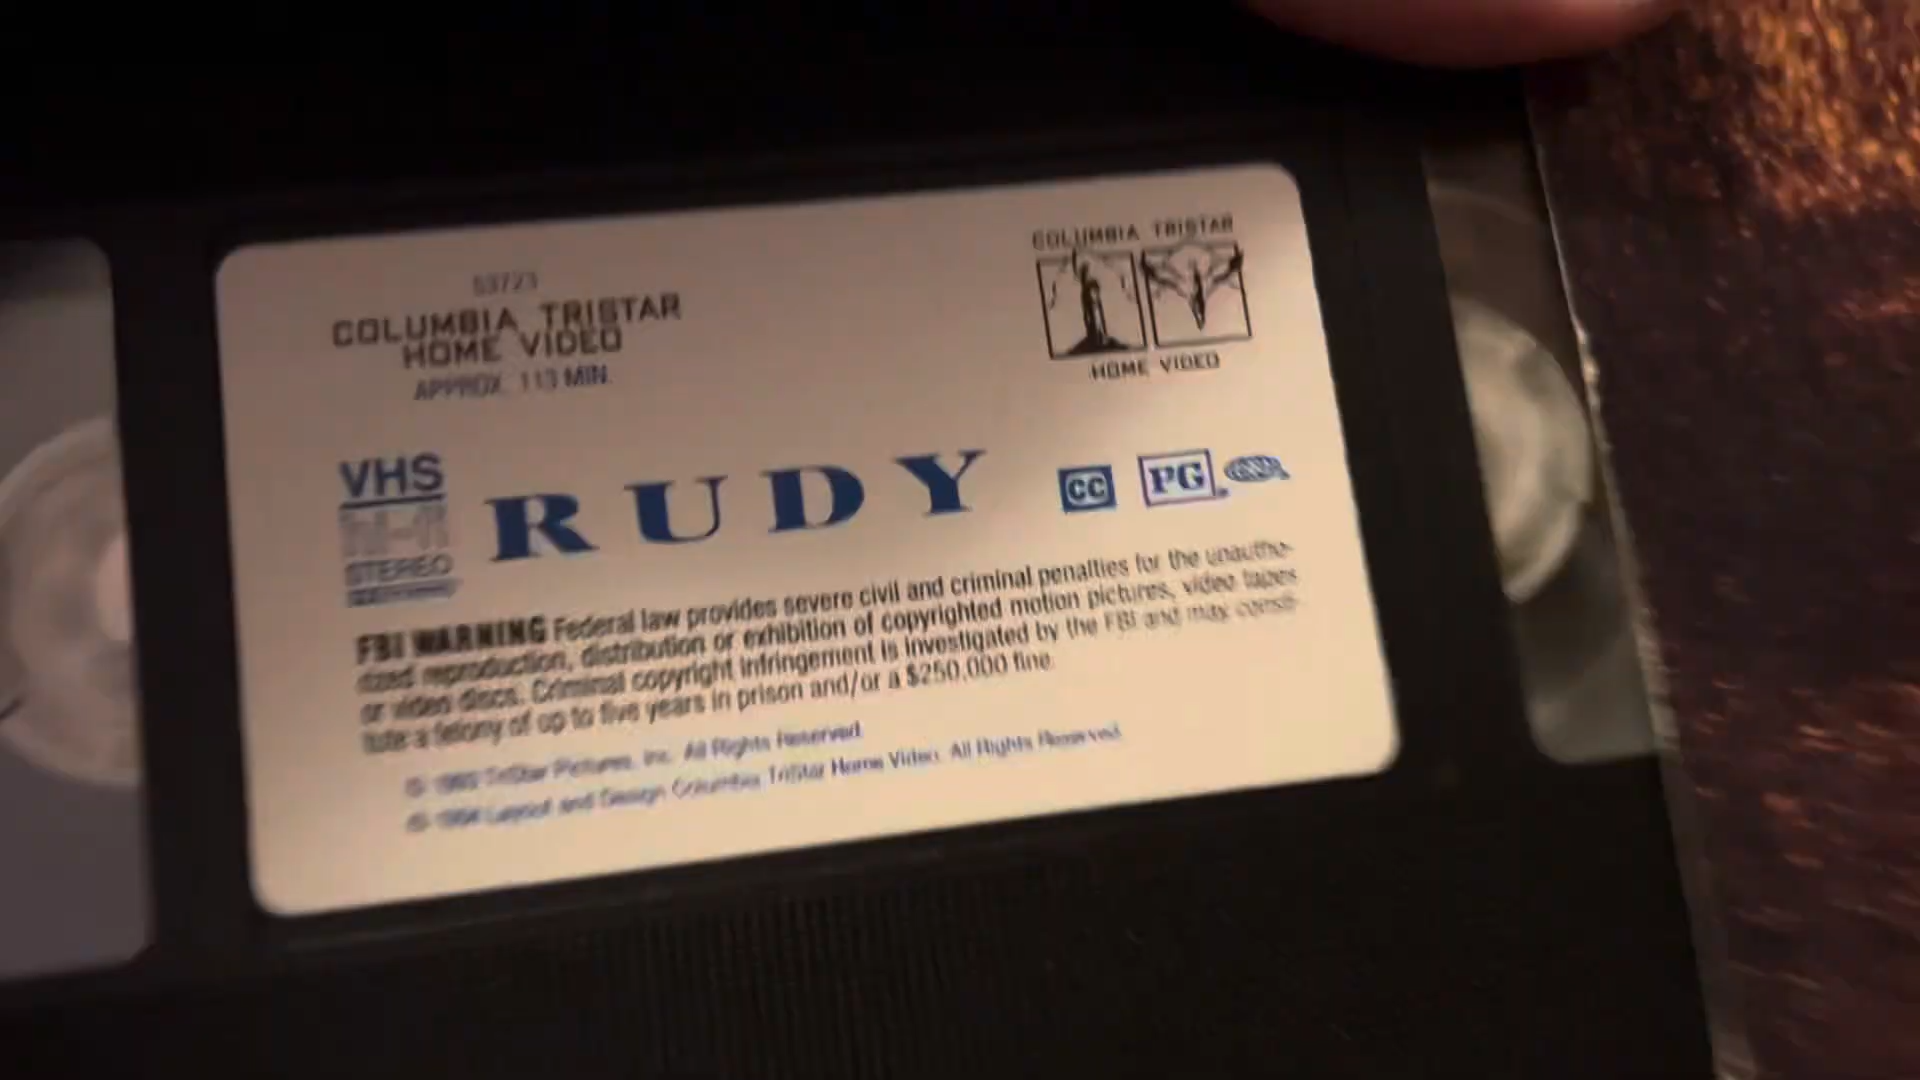 53723
COLUMBIA TRISTAR
HOME VIDEO
APPROX. 113 MIN.
COLUMBIA TRISTAR
HOME VIDEO
VHS
HI-FI
STEREO
RUDY
CC
PG
FBI WARNING Federal law provides severe civil and criminal penalties for the unautho-
rized reproduction, distribution or exhibition of copyrighted motion pictures, video tapes
or video discs. Criminal copyright infringement is investigated by the FBI and may consti-
tute a felony of up to five years in prison and/or a $250,000 fine.
© 1993 TriStar Pictures, Inc. All Rights Reserved.
© 1994 Layout and Design Columbia TriStar Home Video. All Rights Reserved.